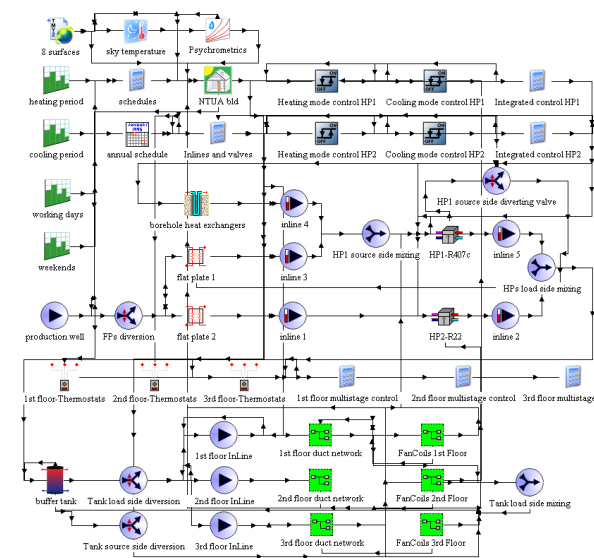 8 surfaces
sky temperature
Psychrometrics
heating period
schedules
NTUA bld
Heating mode control HP1
Cooling mode control HP1
Integrated control HP1
cooling period
annual schedule
Inlines and valves
Heating mode control HP2
Cooling mode control HP2
Integrated control HP2
working days
borehole heat exchangers
inline 4
HP1 source side diverting valve
weekends
flat plate 1
inline 3
HP1 source side mixing
HP1-R407c
inline 5
HPs load side mixing
production well
FPs diversion
flat plate 2
inline 1
HP2-R22
inline 2
1st floor-Thermostats
2nd floor-Thermostats
3rd floor-Thermostats
1st floor multistage control
2nd floor multistage control
3rd floor multistage
1st floor InLine
1st floor duct network
FanCoils 1st Floor
buffer tank
Tank load side diversion
2nd floor InLine
2nd floor duct network
FanCoils 2nd Floor
Tank load side mixing
Tank source side diversion
3rd floor InLine
3rd floor duct network
FanCoils 3rd Floor